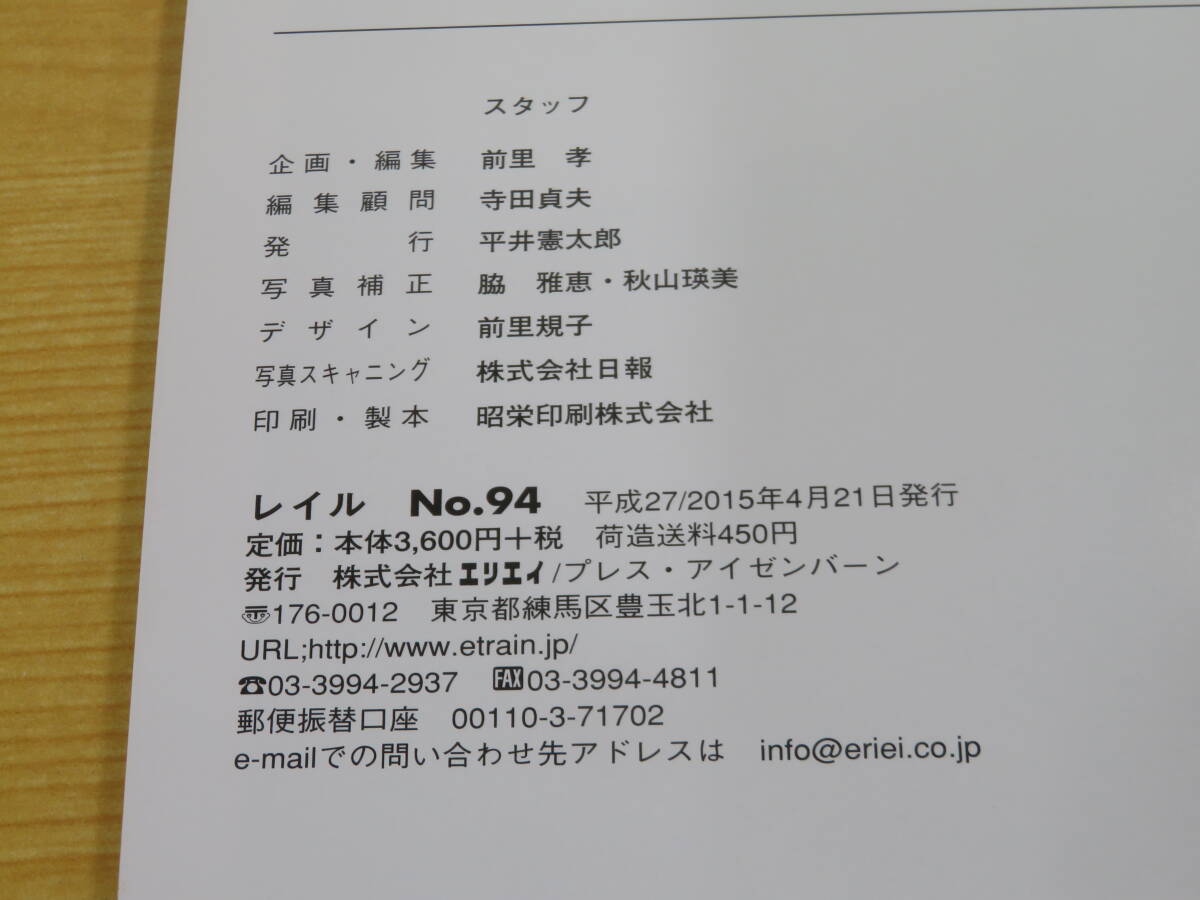 スタッフ
企画・編集 前里 孝
編集顧問 寺田貞夫
発行 平井憲太郎
写真補正 脇 雅恵・秋山瑛美
デザイン 前里規子
写真スキャニング 株式会社日報
印刷・製本 昭栄印刷株式会社
レイル No.94 平成27/2015年4月21日発行
定価：本体3,600円＋税 荷造送料450円
発行 株式会社エリエイ/プレス・アイゼンバーン
〠176-0012 東京都練馬区豊玉北1-1-12
URL;http://www.etrain.jp/
☎03-3994-2937 FAX03-3994-4811
郵便振替口座 00110-3-71702
e-mailでの問い合わせ先アドレスは info@eriei.co.jp